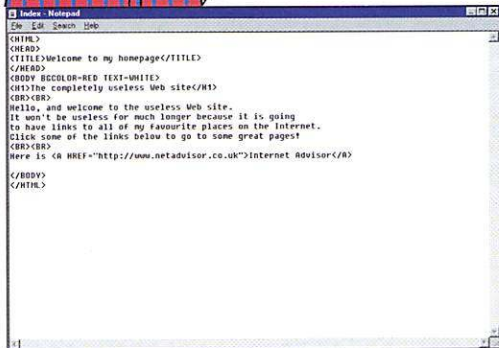 Index - Notepad
File Edit Search Help
<HTML>
<HEAD>
<TITLE>Welcome to my homepage</TITLE>
</HEAD>
<BODY BGCOLOR=RED TEXT=WHITE>
<H1>The completely useless Web site</H1>
<BR><BR>
Hello, and welcome to the useless Web site.
It won't be useless for much longer because it is going
to have links to all of my favourite places on the Internet.
Click some of the links below to go to some great pages!
<BR><BR>
Here is <A HREF="http://www.netadvisor.co.uk">Internet Advisor</A>
</BODY>
</HTML>